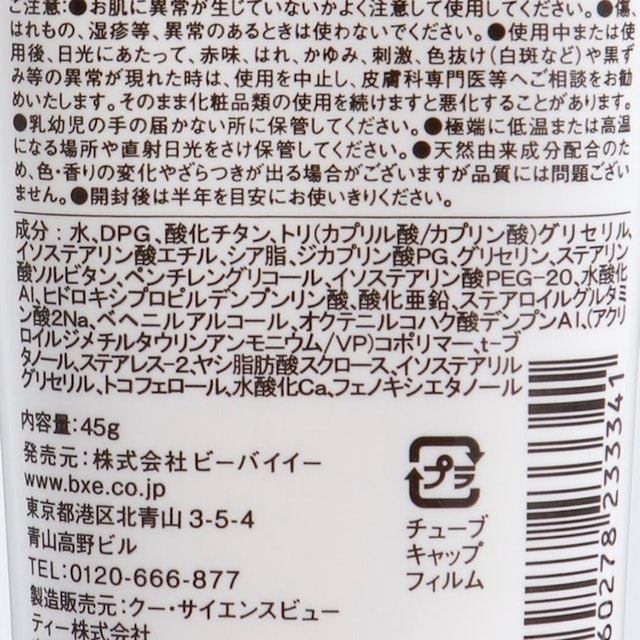 ご注意:●お肌に異常が生じていないかよく注意して使用してください。●傷、
はれもの、湿疹等、異常のあるときは使わないでください。●使用中または使
用後、日光にあたって、赤味、はれ、かゆみ、刺激、色抜け(白斑など)や黒ず
み等の異常が現れた時は、使用を中止し、皮膚科専門医等へご相談をお勧
めいたします。そのまま化粧品類の使用を続けますと悪化することがあります。
●乳幼児の手の届かない所に保管してください。●極端に低温または高温
になる場所や直射日光をさけ保管してください。●天然由来成分配合のた
め、色・香りの変化やざらつきが出る場合がございますが品質には問題ござい
ません。●開封後は半年を目安にお使いきりください。
成分:水、DPG、酸化チタン、トリ(カプリル酸/カプリン酸)グリセリル、
イソステアリン酸エチル、シア脂、ジカプリン酸PG、グリセリン、ステアリン
酸ソルビタン、ペンチレングリコール、イソステアリン酸PEG-20、水酸化
Al、ヒドロキシプロピルデンプンリン酸、酸化亜鉛、ステアロイルグルタミ
ン酸2Na、ベヘニルアルコール、オクテニルコハク酸デンプンAl、(アクリ
ロイルジメチルタウリンアンモニウム/VP)コポリマー、t-ブ
タノール、ステアレス-2、ヤシ脂肪酸スクロース、イソステアリル
グリセリル、トコフェロール、水酸化Ca、フェノキシエタノール
内容量:45g
発売元:株式会社ビーバイイー
www.bxe.co.jp
東京都港区北青山3-5-4
青山高野ビル
TEL:0120-666-877
製造販売元:クー・サイエンスビュー
ティー株式会社
プラ
チューブ
キャップ
フィルム
60278 233341